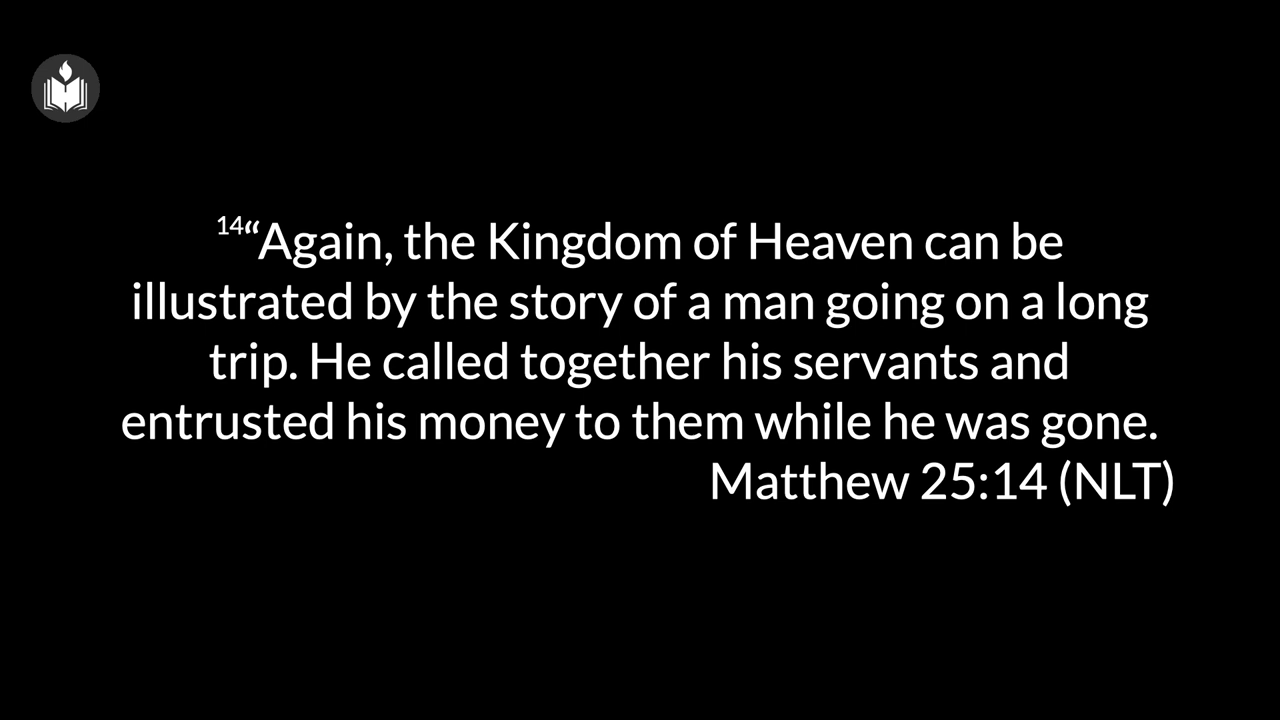 14“Again, the Kingdom of Heaven can be
illustrated by the story of a man going on a long
trip. He called together his servants and
entrusted his money to them while he was gone.
Matthew 25:14 (NLT)